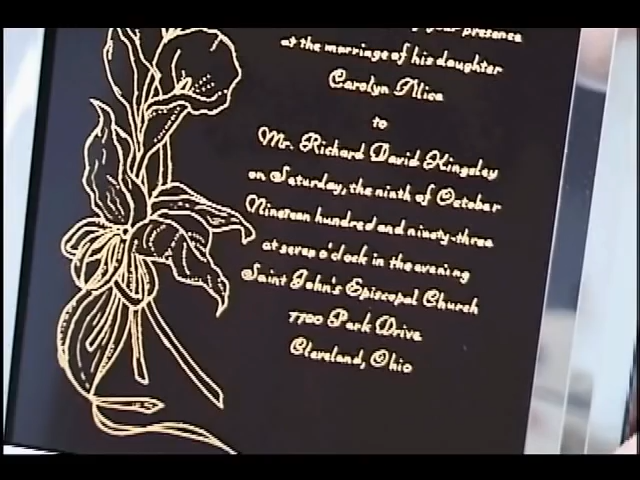 your presence
at the marriage of his daughter
Carolyn Alica
to
Mr. Richard David Kingsley
on Saturday, the ninth of October
Nineteen hundred and ninety-three
at seven o'clock in the evening
Saint John's Episcopal Church
7700 Park Drive
Cleveland, Ohio